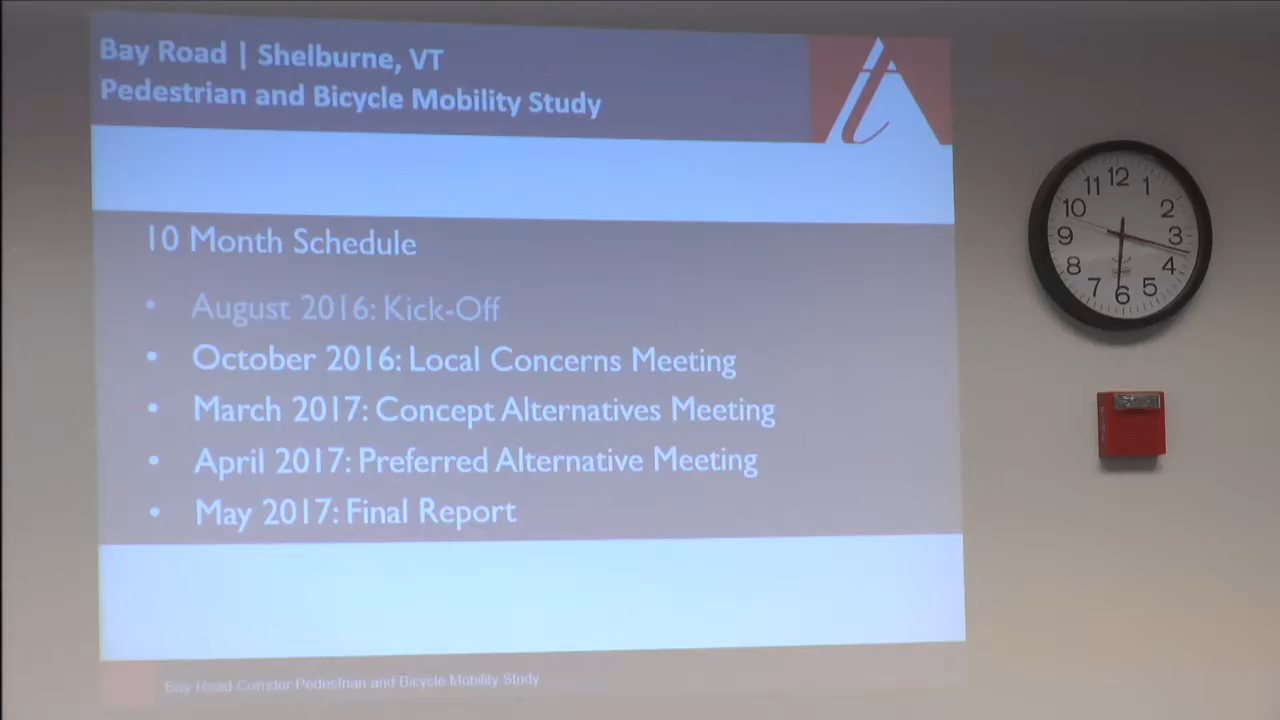 Bay Road | Shelburne, VT
Pedestrian and Bicycle Mobility Study
10 Month Schedule
• August 2016: Kick-Off
• October 2016: Local Concerns Meeting
• March 2017: Concept Alternatives Meeting
• April 2017: Preferred Alternative Meeting
• May 2017: Final Report
Bay Road Corridor Pedestrian and Bicycle Mobility Study
12
11 1
10 2
9 3
8 4
7 5
6